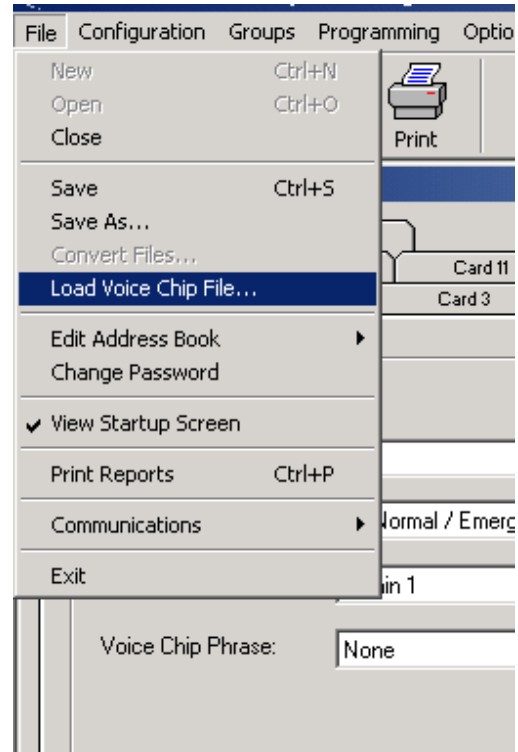 File Configuration Groups Programming Optio
New Ctrl+N
Open Ctrl+O
Close
Print
Save Ctrl+S
Save As...
Convert Files...
Card 11
Load Voice Chip File...
Card 3
Edit Address Book
Change Password
View Startup Screen
Print Reports Ctrl+P
Communications
Normal / Emerg
Exit
in 1
Voice Chip Phrase: None